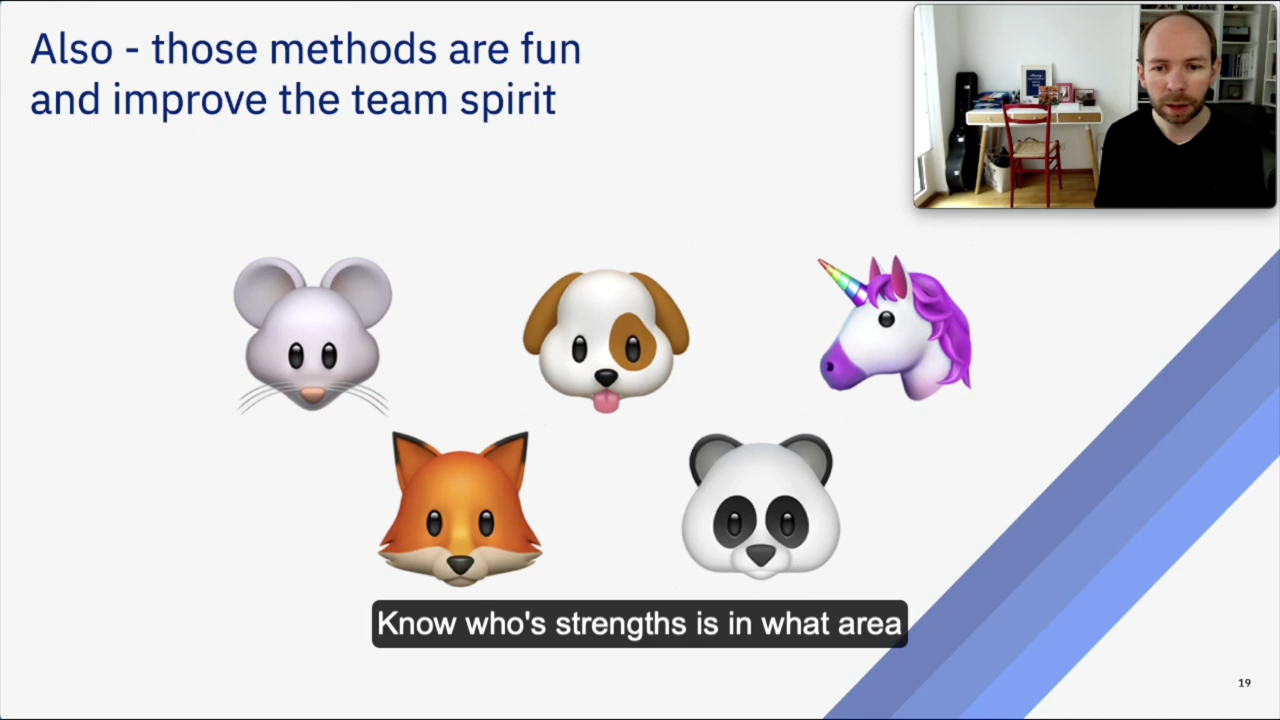 Also - those methods are fun
and improve the team spirit
Know who's strengths is in what area
19